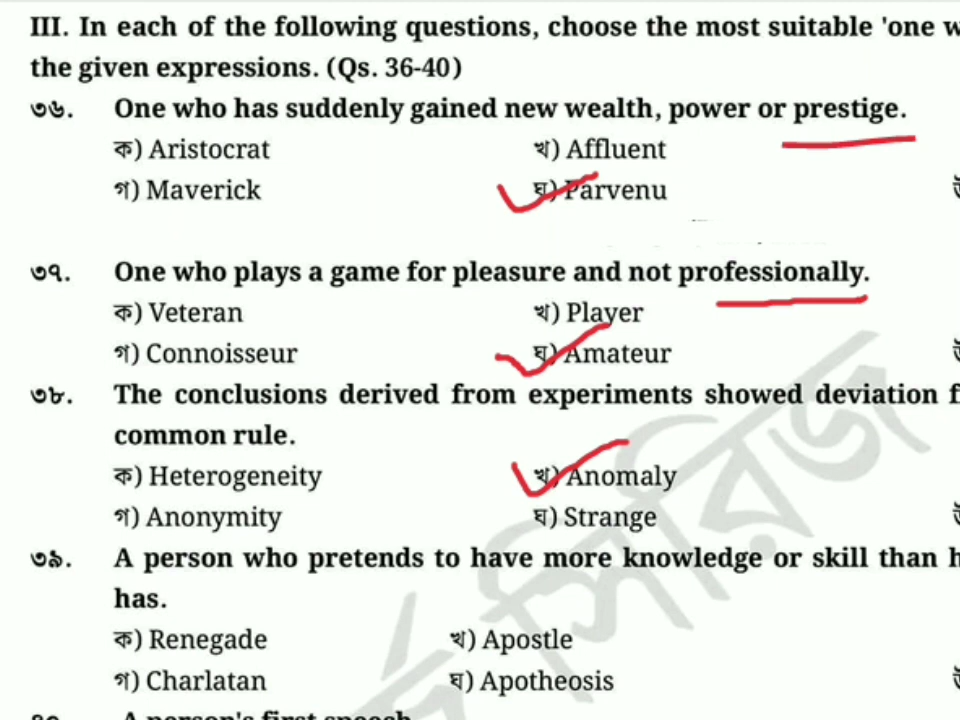 III. In each of the following questions, choose the most suitable 'one
the given expressions. (Qs. 36-40)
৩৬. One who has suddenly gained new wealth, power or prestige.
ক) Aristocrat খ) Affluent
গ) Maverick ঘ) Parvenu
৩৭. One who plays a game for pleasure and not professionally.
ক) Veteran খ) Player
গ) Connoisseur ঘ) Amateur
৩৮. The conclusions derived from experiments showed deviation
common rule.
ক) Heterogeneity খ) Anomaly
গ) Anonymity ঘ) Strange
৩৯. A person who pretends to have more knowledge or skill than
has.
ক) Renegade খ) Apostle
গ) Charlatan ঘ) Apotheosis
A person's first speech
সিরিজ